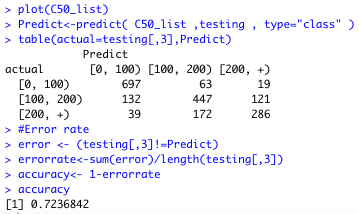 > plot(C50_list)
> Predict<-predict( C50_list ,testing , type="class" )
> table(actual=testing[,3],Predict)
Predict
actual [0, 100) [100, 200) [200, +)
[0, 100) 697 63 19
[100, 200) 132 447 121
[200, +) 39 172 286
> #Error rate
> error <- (testing[,3]!=Predict)
> errorrate<-sum(error)/length(testing[,3])
> accuracy<- 1-errorrate
> accuracy
[1] 0.7236842